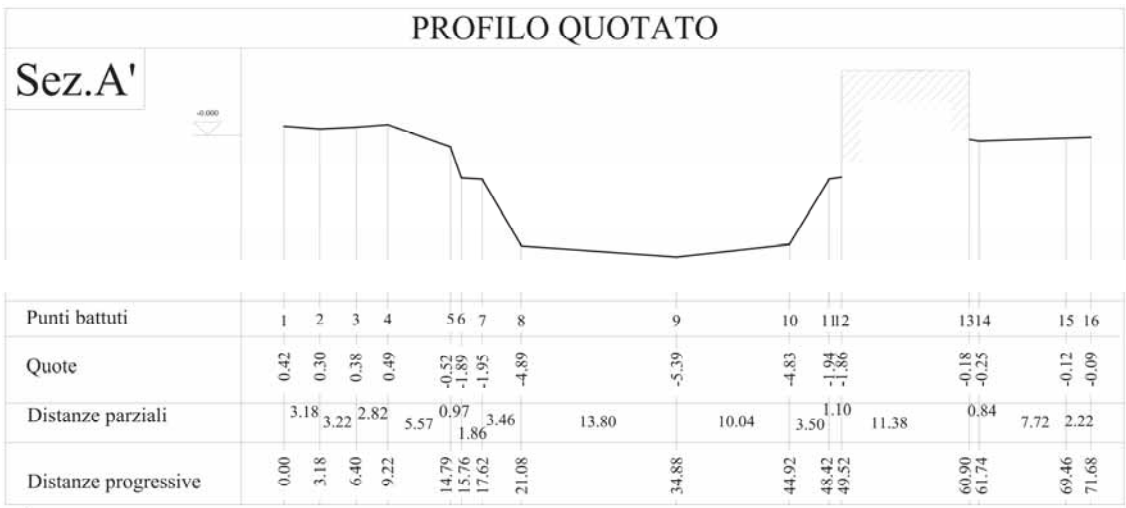 PROFILO QUOTATO
Sez.A'
-0.000
Punti battuti 1 2 3 4 5 6 7 8 9 10 11 12 13 14 15 16
Quote 0.42 0.30 0.38 0.49 -0.52 -1.89 -1.95 -4.89 -5.39 -4.83 -1.94 -1.86 -0.18 -0.25 -0.12 -0.09
Distanze parziali 3.18 3.22 2.82 5.57 0.97 1.86 3.46 13.80 10.04 3.50 1.10 11.38 0.84 7.72 2.22
Distanze progressive 0.00 3.18 6.40 9.22 14.79 15.76 17.62 21.08 34.88 44.92 48.42 49.52 60.90 61.74 69.46 71.68